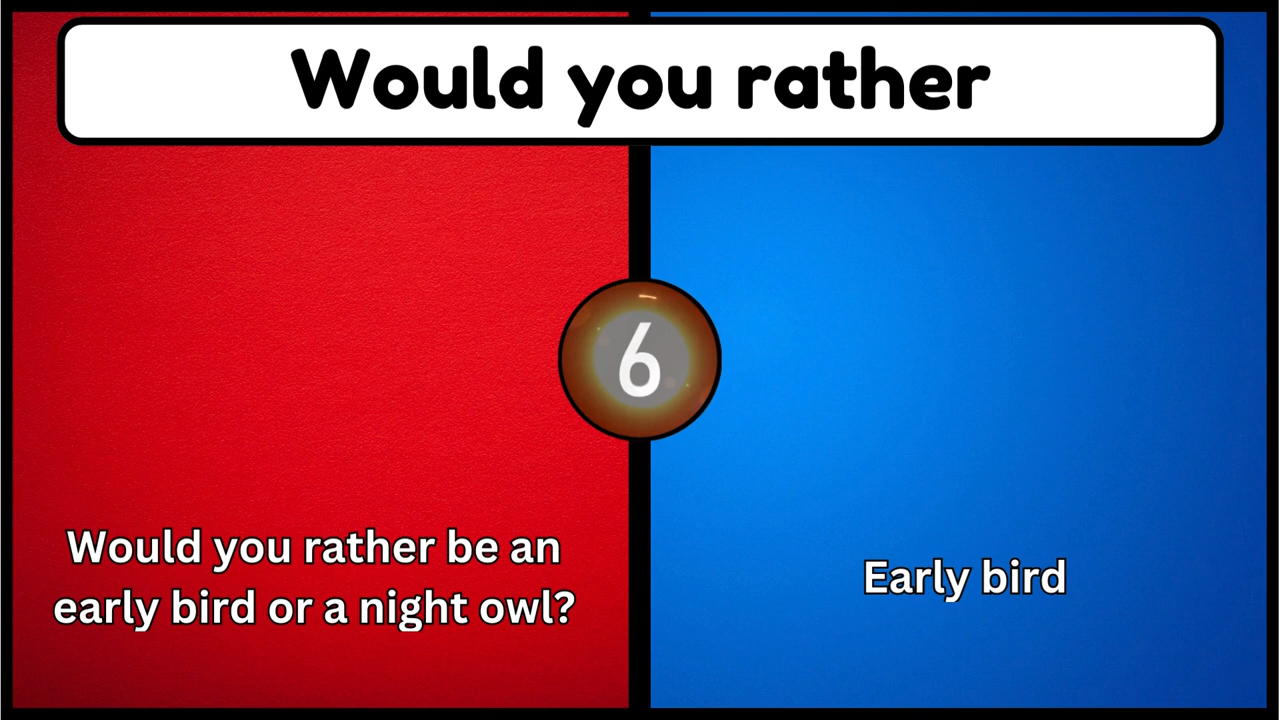 Would you rather
6
Would you rather be an
early bird or a night owl?
Early bird